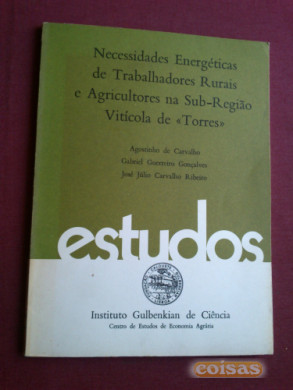 Necessidades Energéticas
de Trabalhadores Rurais
e Agricultores na Sub-Região
Vitícola de «Torres»
Agostinho de Carvalho
Gabriel Guerreiro Gonçalves
José Júlio Carvalho Ribeiro
estudos
Instituto Gulbenkian de Ciência
Centro de Estudos de Economia Agrária
coisas